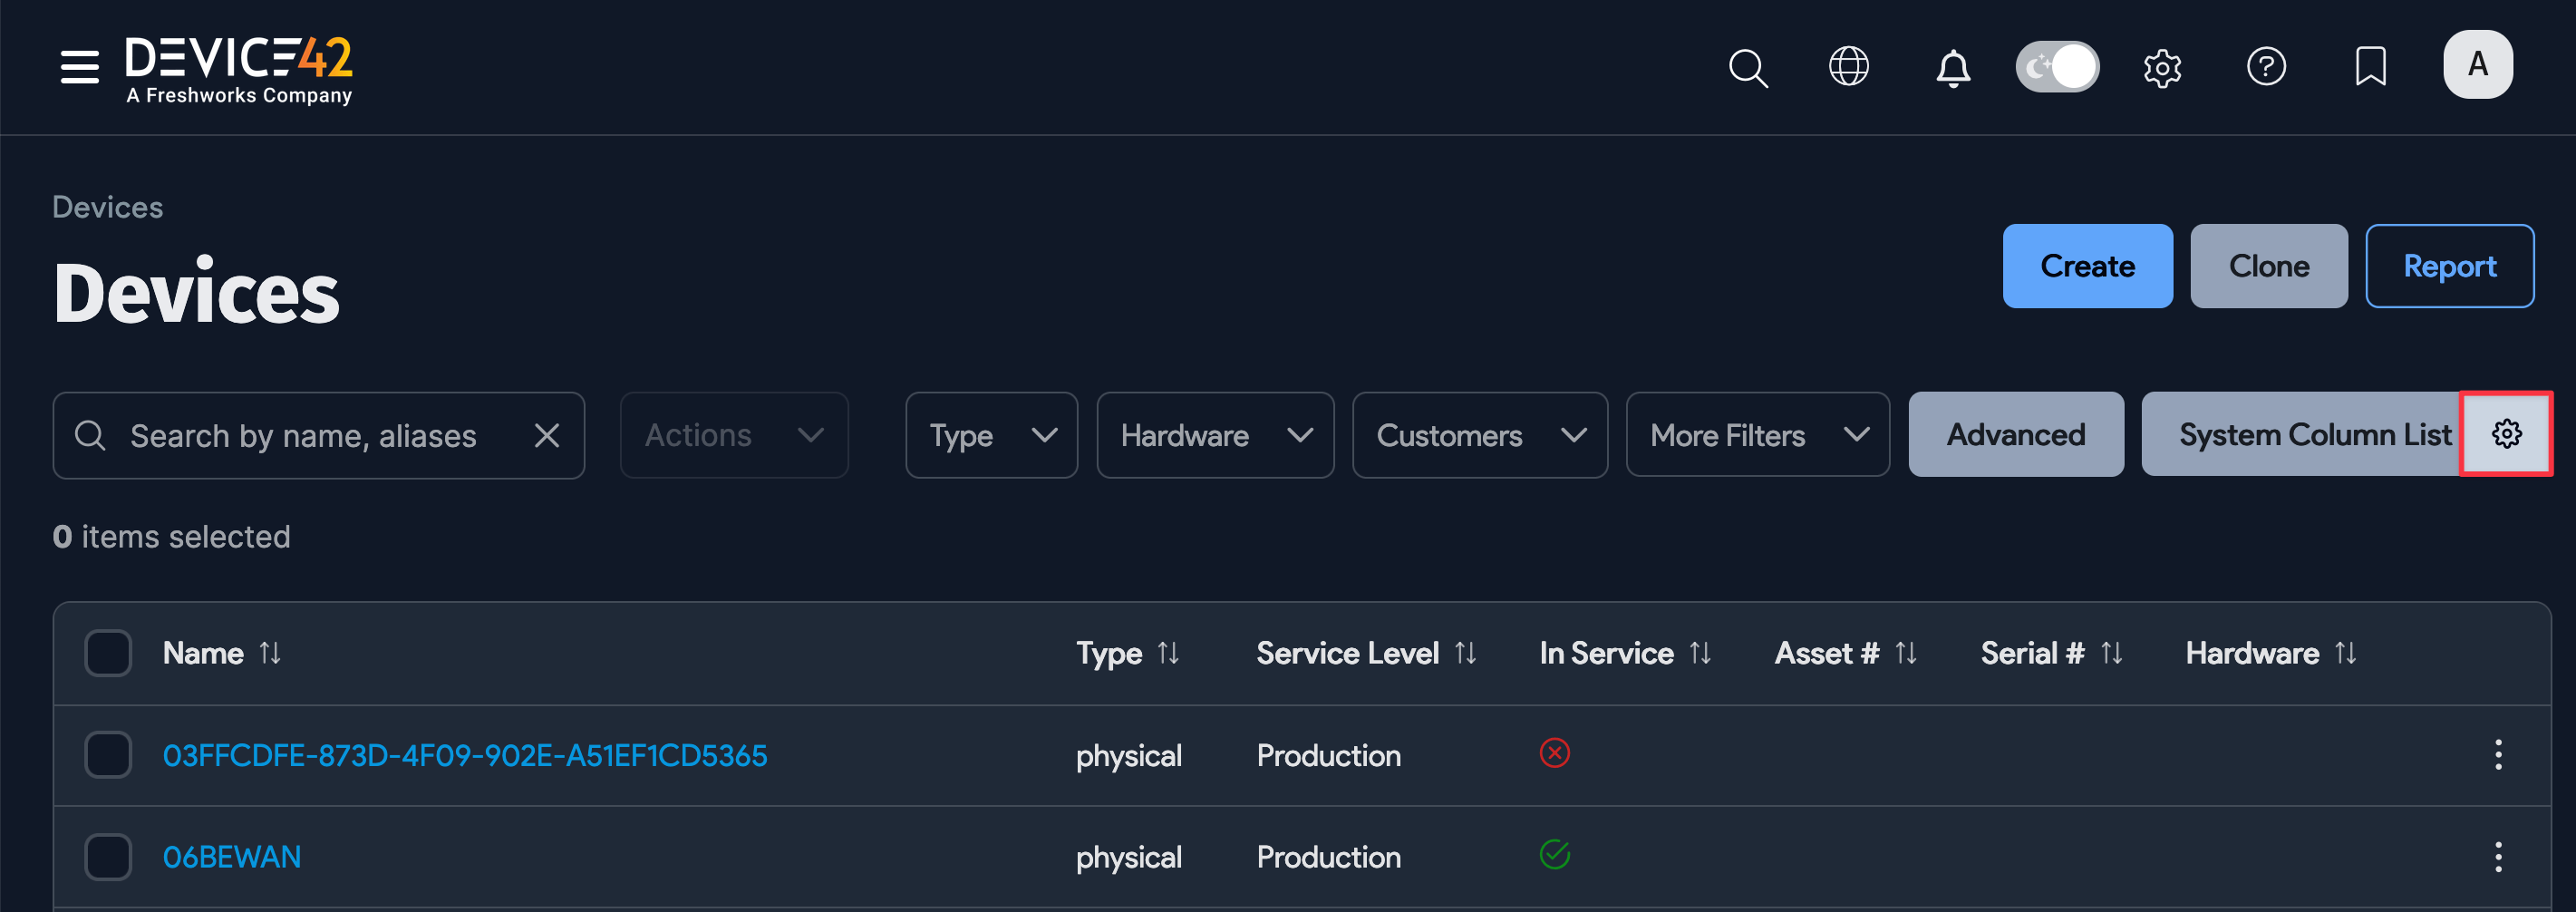 DEVICE42
A Freshworks Company
A
Devices
Devices
Create Clone Report
Search by name, aliases Actions Type Hardware Customers More Filters Advanced System Column List
0 items selected
Name Type Service Level In Service Asset # Serial # Hardware
03FFCDFE-873D-4F09-902E-A51EF1CD5365 physical Production
06BEWAN physical Production